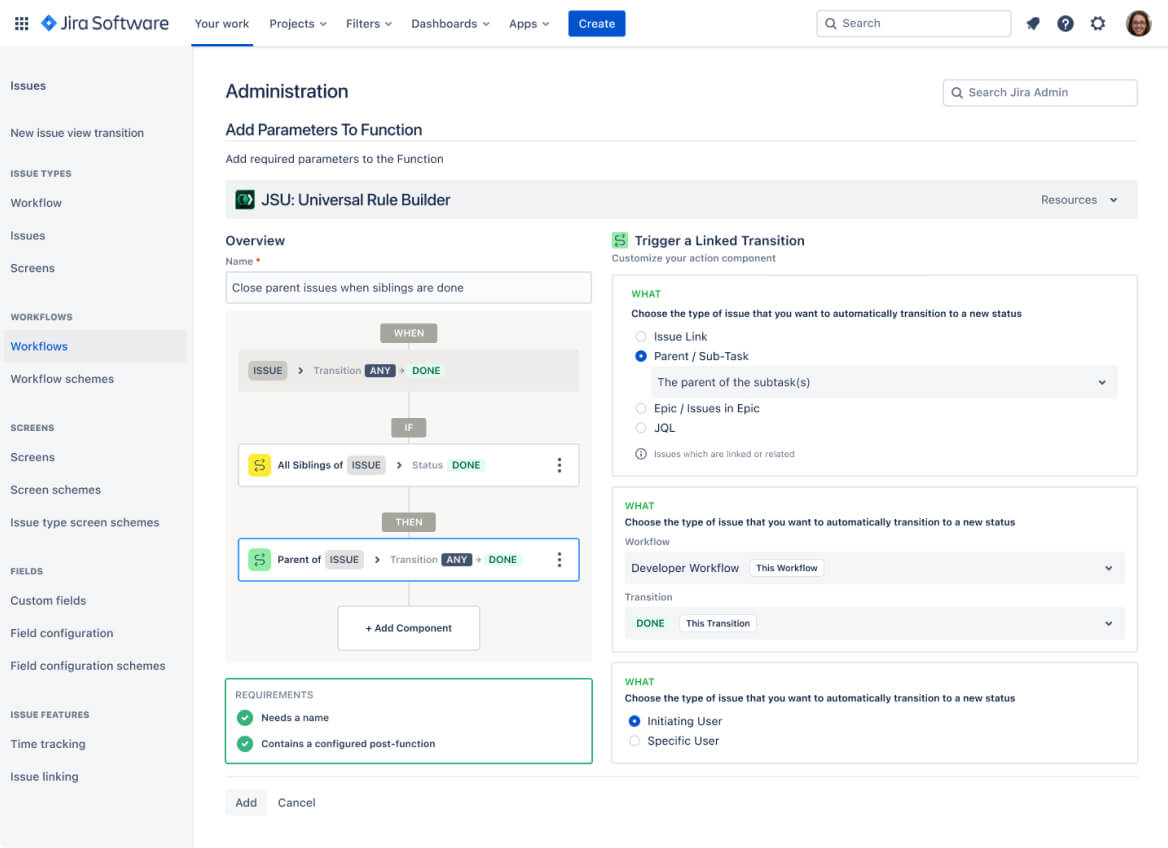 Jira Software
Your work Projects Filters Dashboards Apps Create Search
Issues
New issue view transition
ISSUE TYPES
Workflow
Issues
Screens
WORKFLOWS
Workflows
Workflow schemes
SCREENS
Screens
Screen schemes
Issue type screen schemes
FIELDS
Custom fields
Field configuration
Field configuration schemes
ISSUE FEATURES
Time tracking
Issue linking
Administration
Search Jira Admin
Add Parameters To Function
Add required parameters to the Function
JSU: Universal Rule Builder
Resources
Overview
Name *
Close parent issues when siblings are done
WHEN
ISSUE Transition ANY DONE
IF
All Siblings of ISSUE Status DONE
THEN
Parent of ISSUE Transition ANY DONE
+ Add Component
REQUIREMENTS
Needs a name
Contains a configured post-function
Trigger a Linked Transition
Customize your action component
WHAT
Choose the type of issue that you want to automatically transition to a new status
Issue Link
Parent / Sub-Task
The parent of the subtask(s)
Epic / Issues in Epic
JQL
Issues which are linked or related
WHAT
Choose the type of issue that you want to automatically transition to a new status
Workflow
Developer Workflow This Workflow
Transition
DONE This Transition
WHAT
Choose the type of issue that you want to automatically transition to a new status
Initiating User
Specific User
Add Cancel